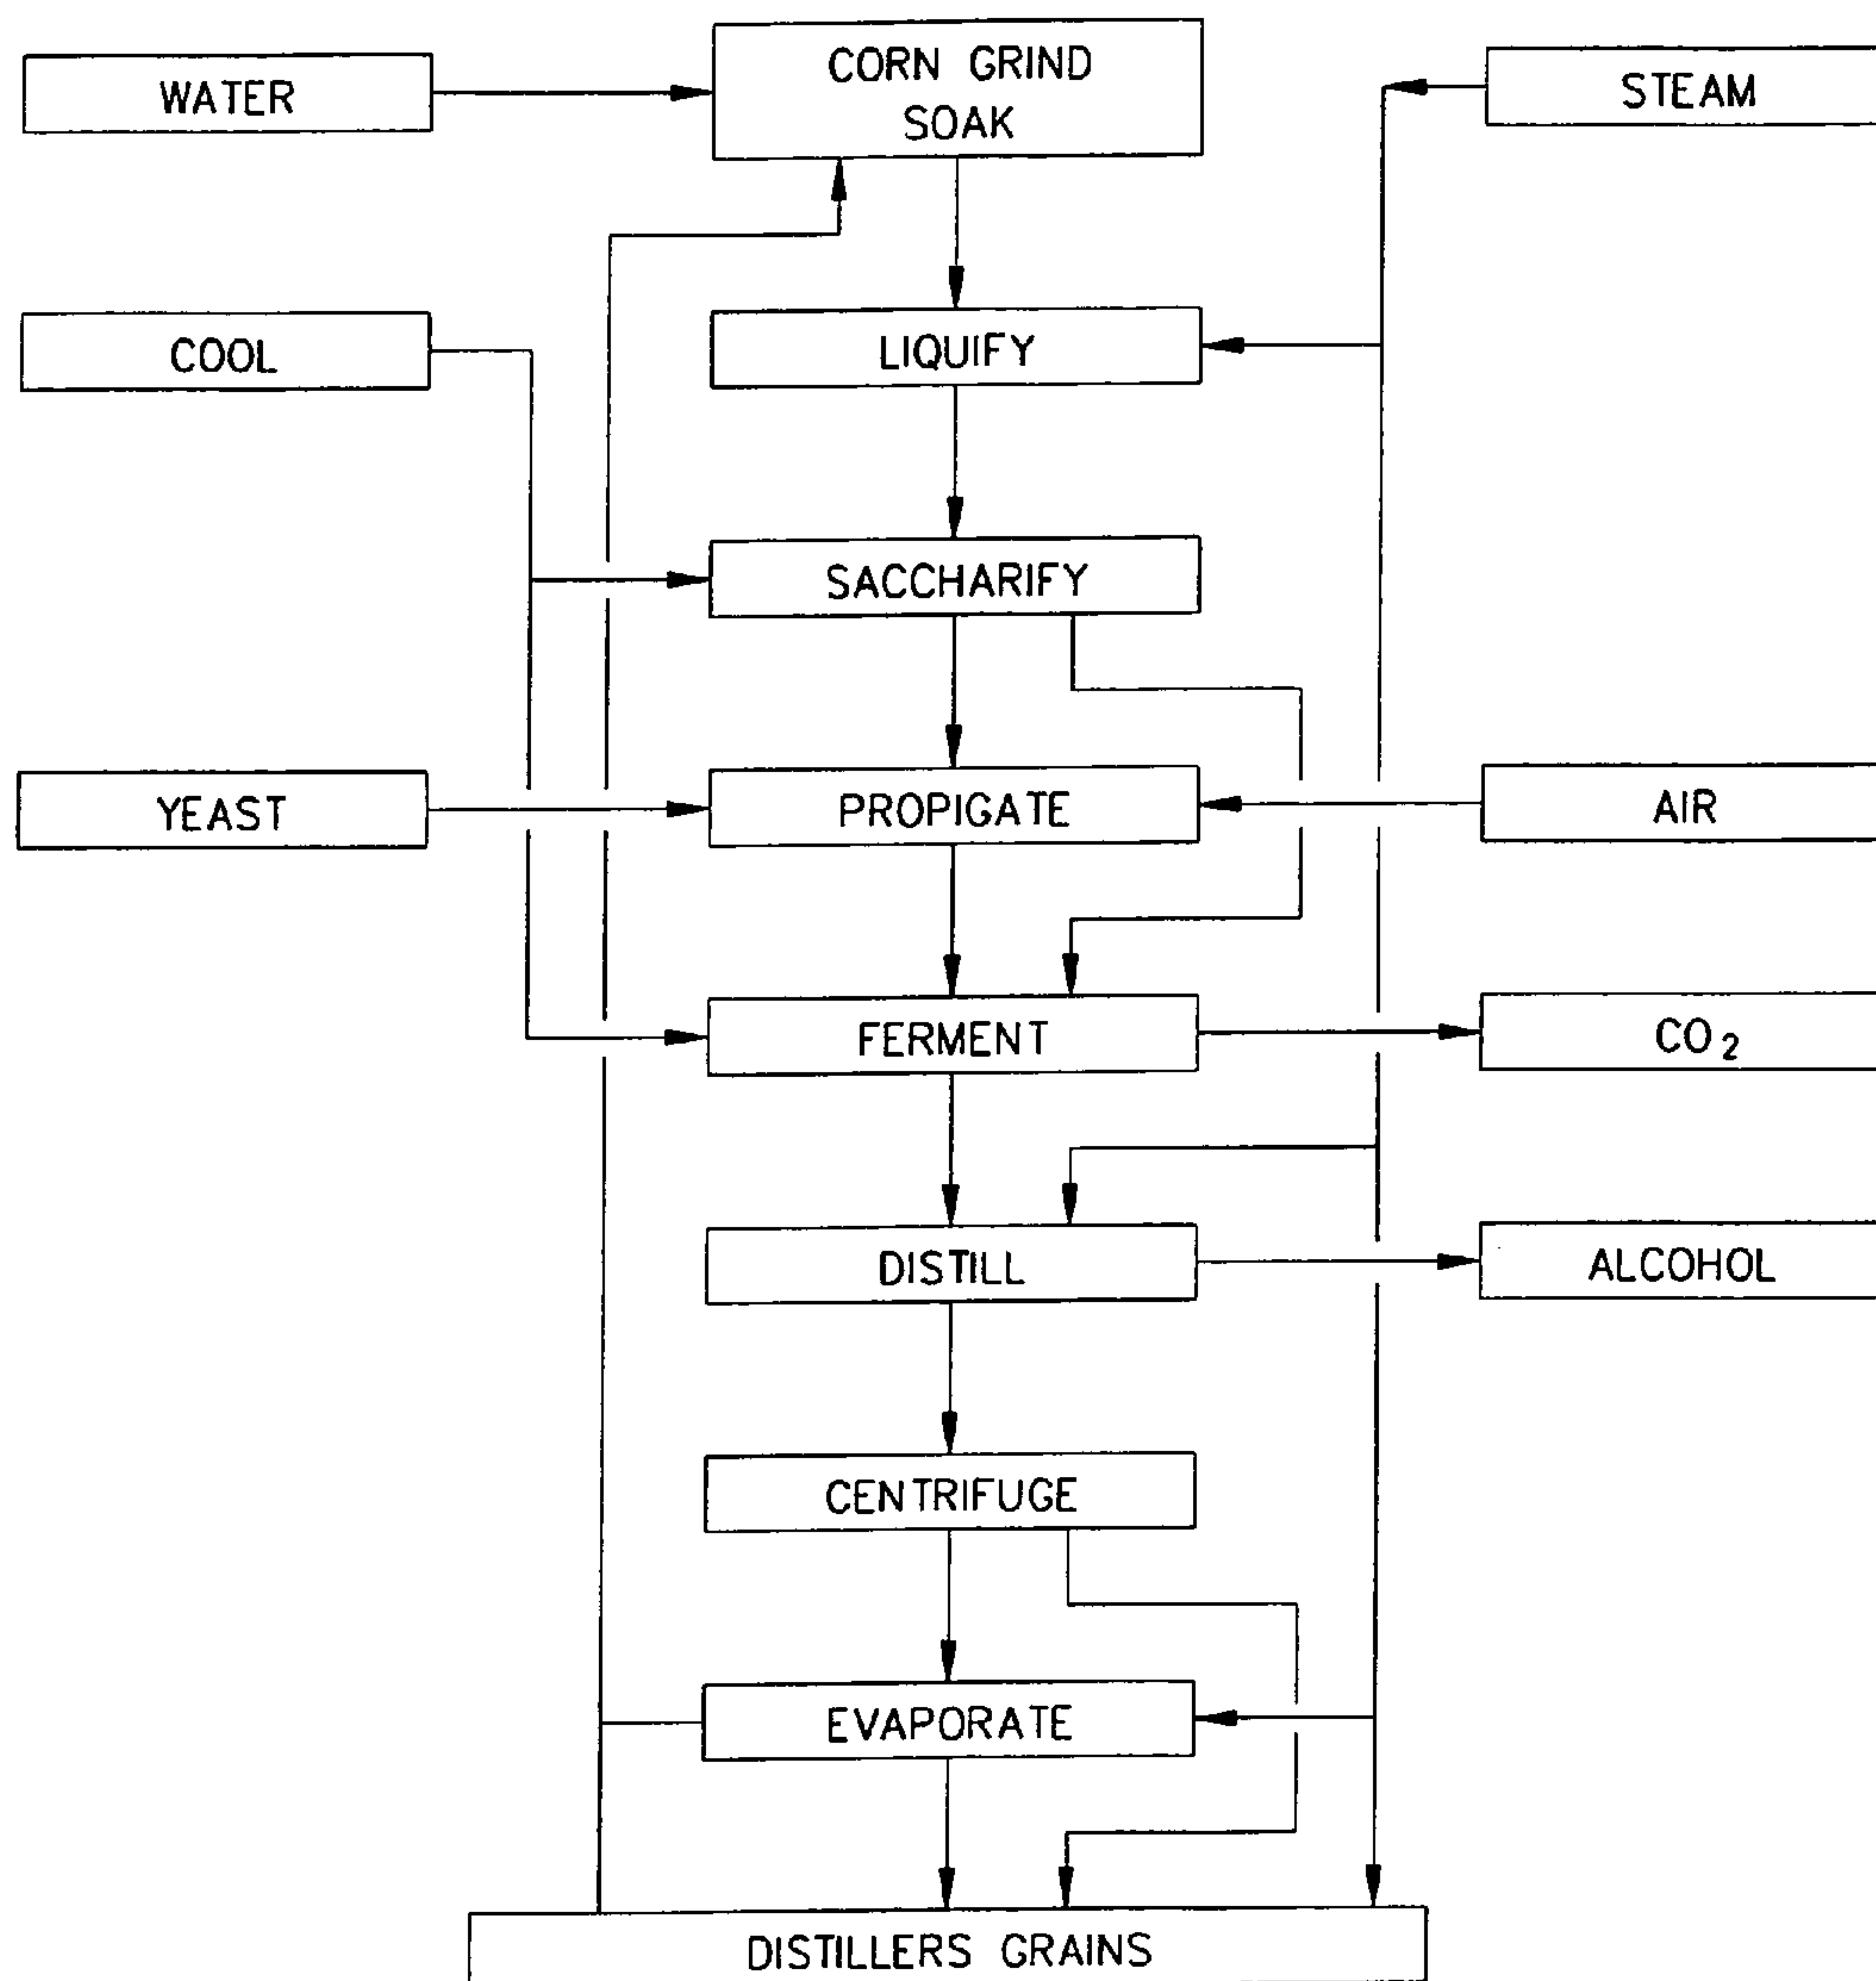 WATER
CORN GRIND
SOAK
STEAM
COOL
LIQUIFY
SACCHARIFY
YEAST
PROPIGATE
AIR
FERMENT
CO₂
DISTILL
ALCOHOL
CENTRIFUGE
EVAPORATE
DISTILLERS GRAINS